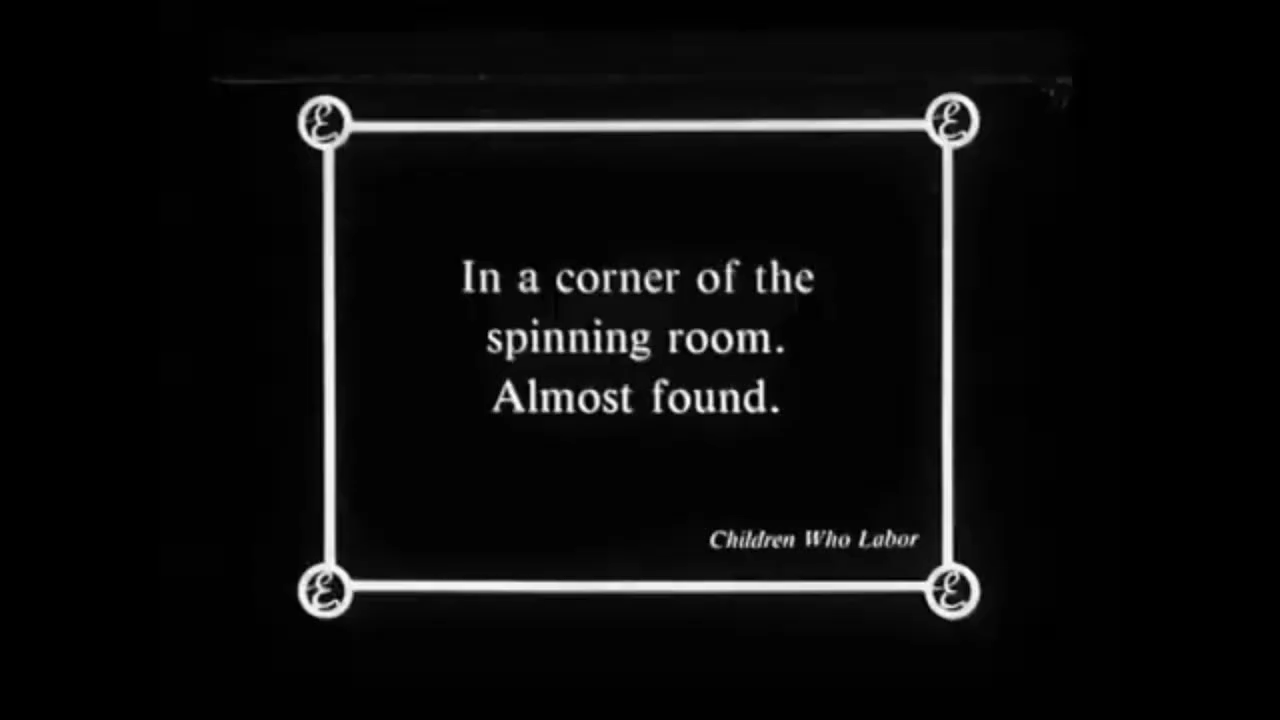 E E
In a corner of the
spinning room.
Almost found.
Children Who Labor
E E